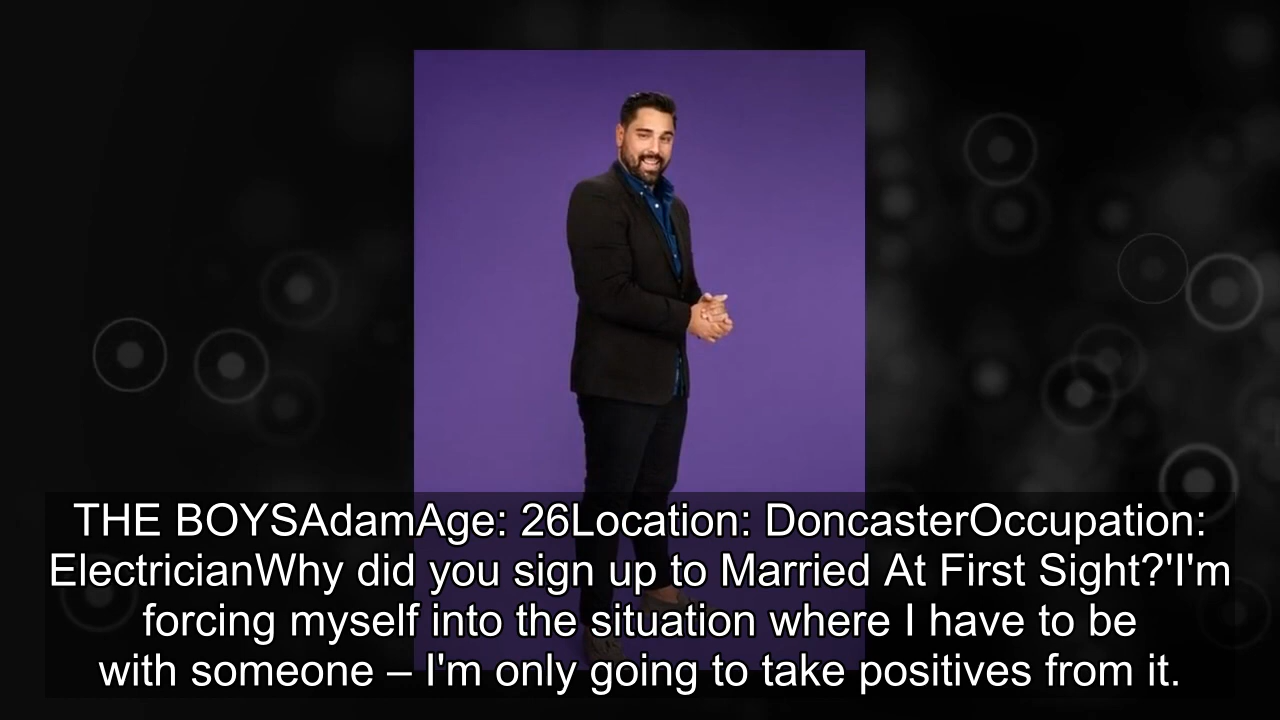 THE BOYSAdamAge: 26Location: DoncasterOccupation:
ElectricianWhy did you sign up to Married At First Sight?'I'm
forcing myself into the situation where I have to be
with someone – I'm only going to take positives from it.